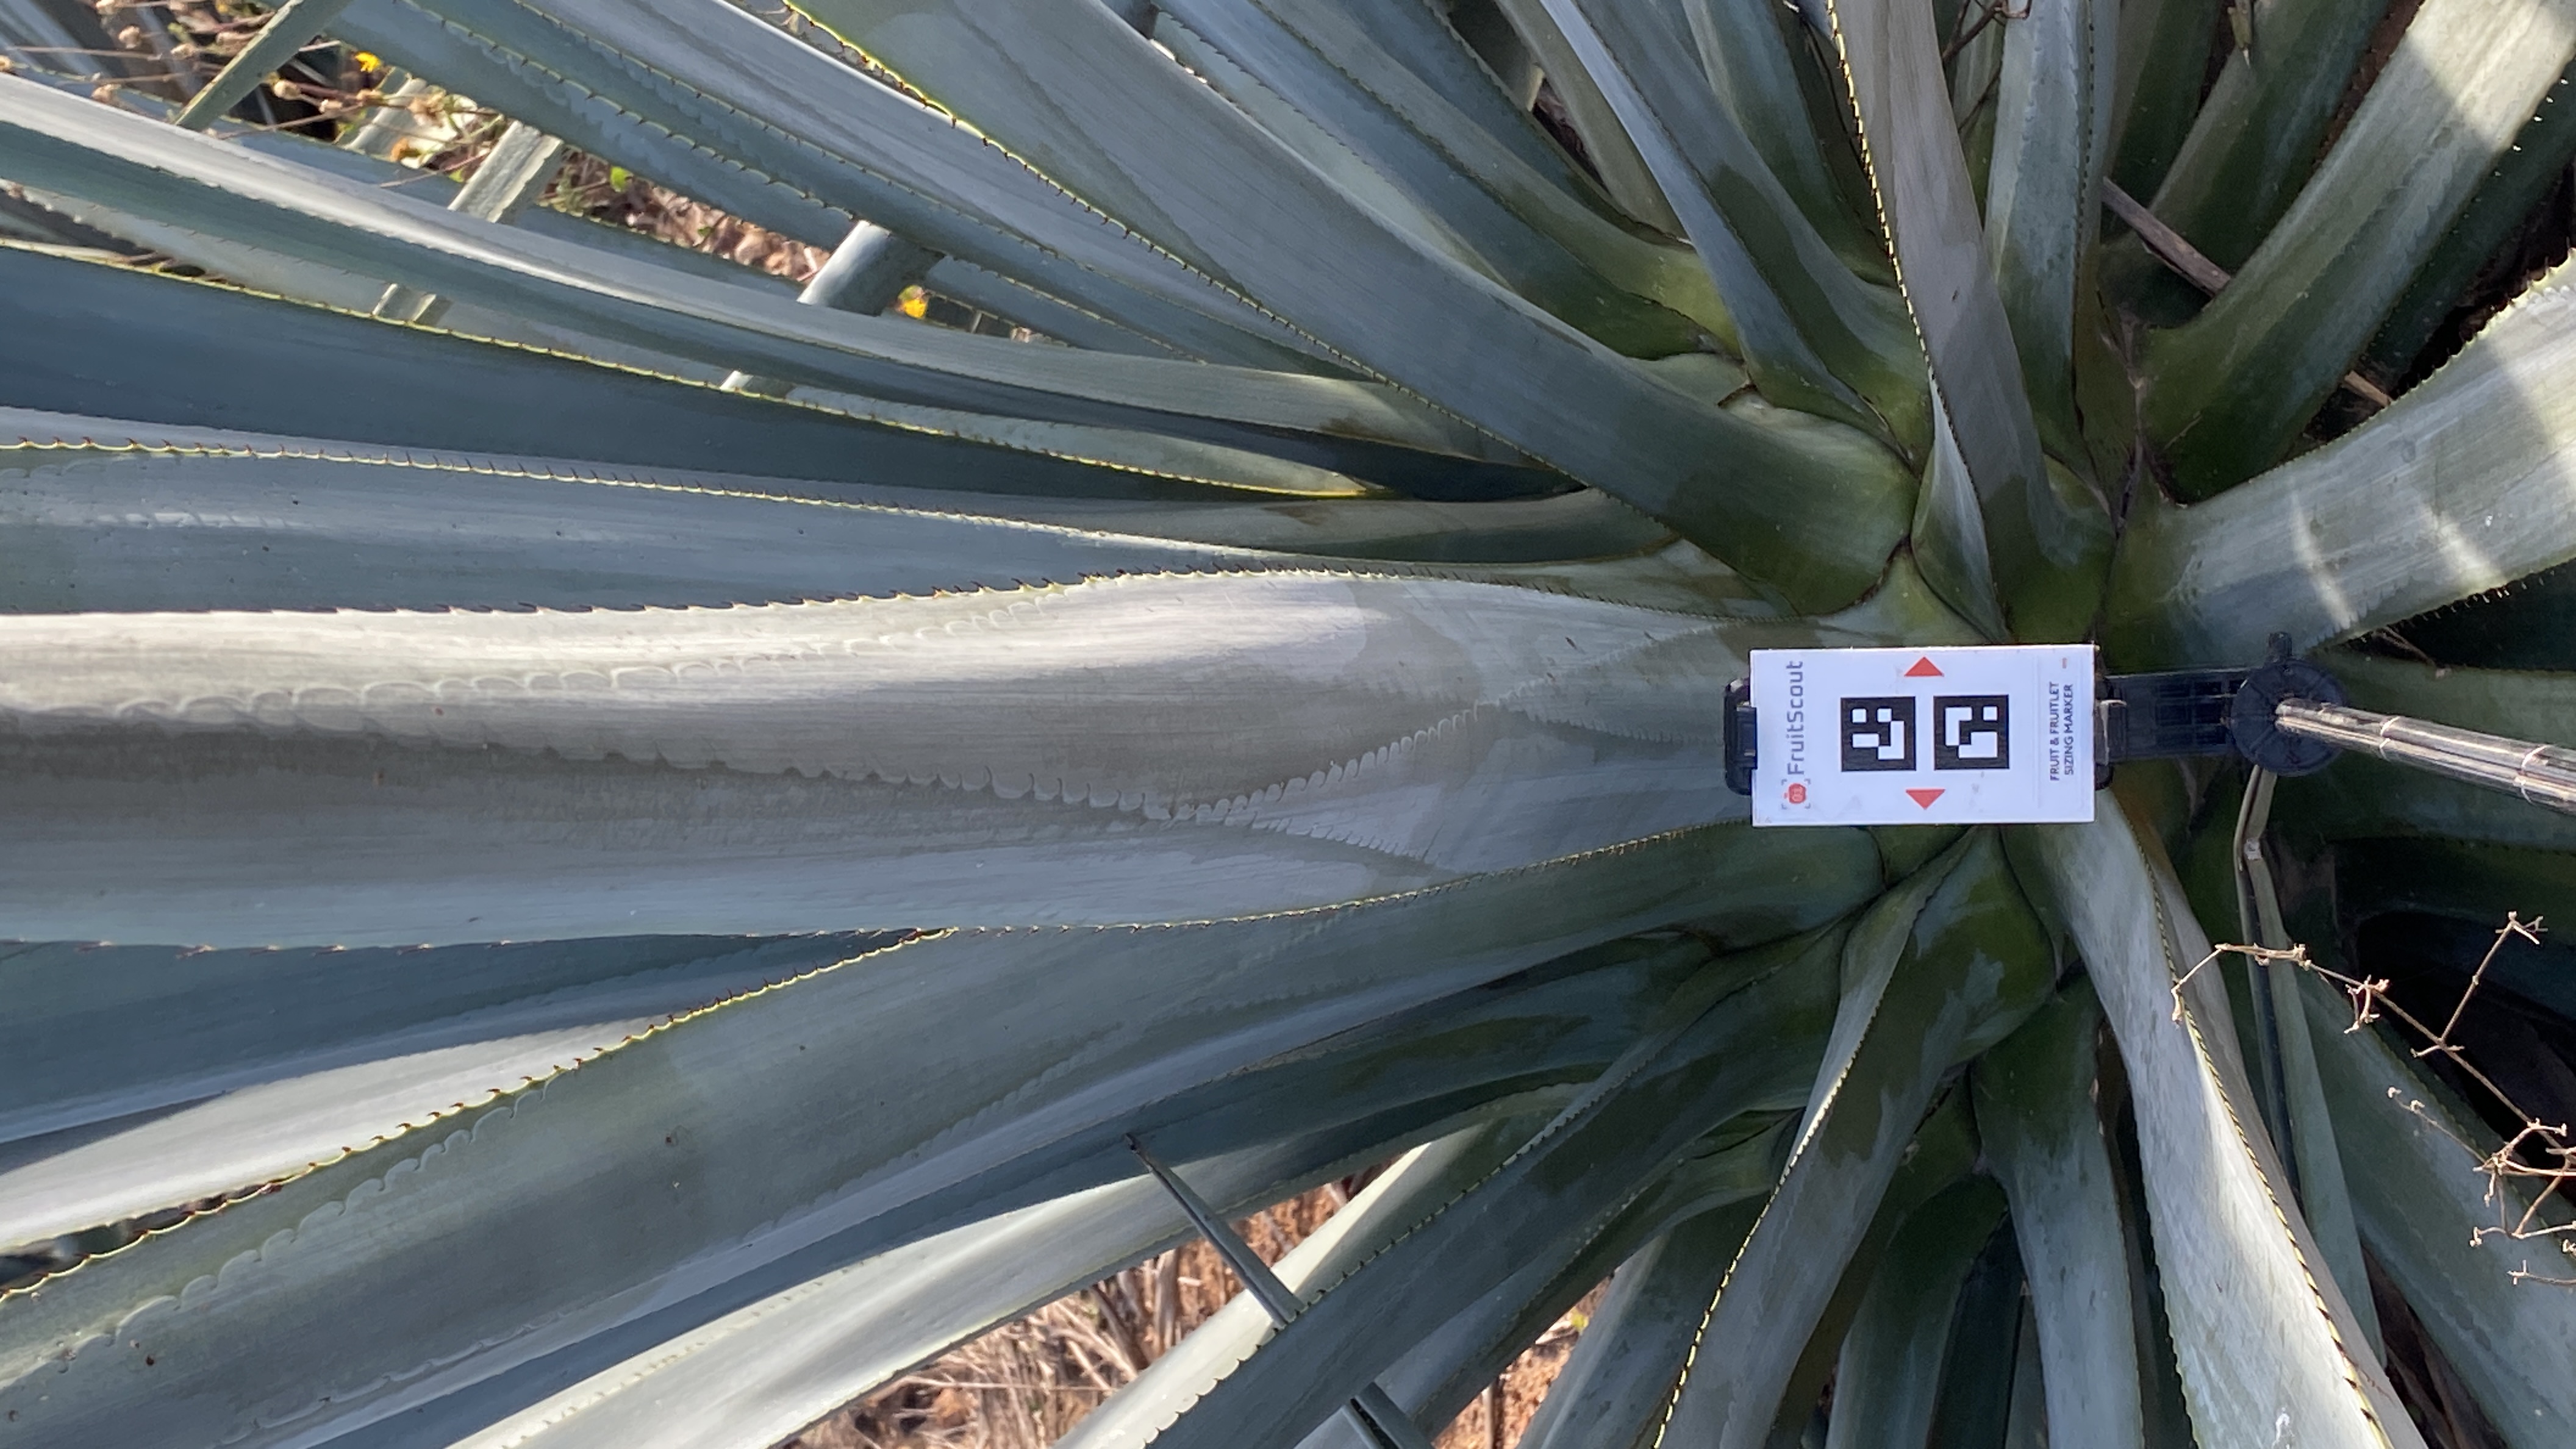 FruitScout
FRUIT & FRUITLET
SIZING MARKER